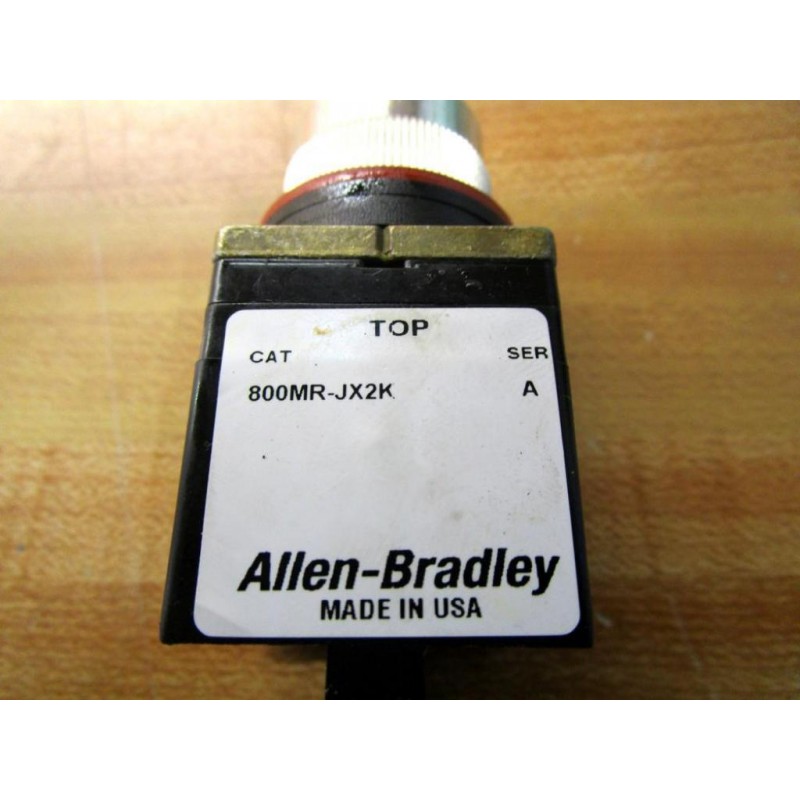 TOP
CAT SER
800MR-JX2K A
Allen-Bradley
MADE IN USA